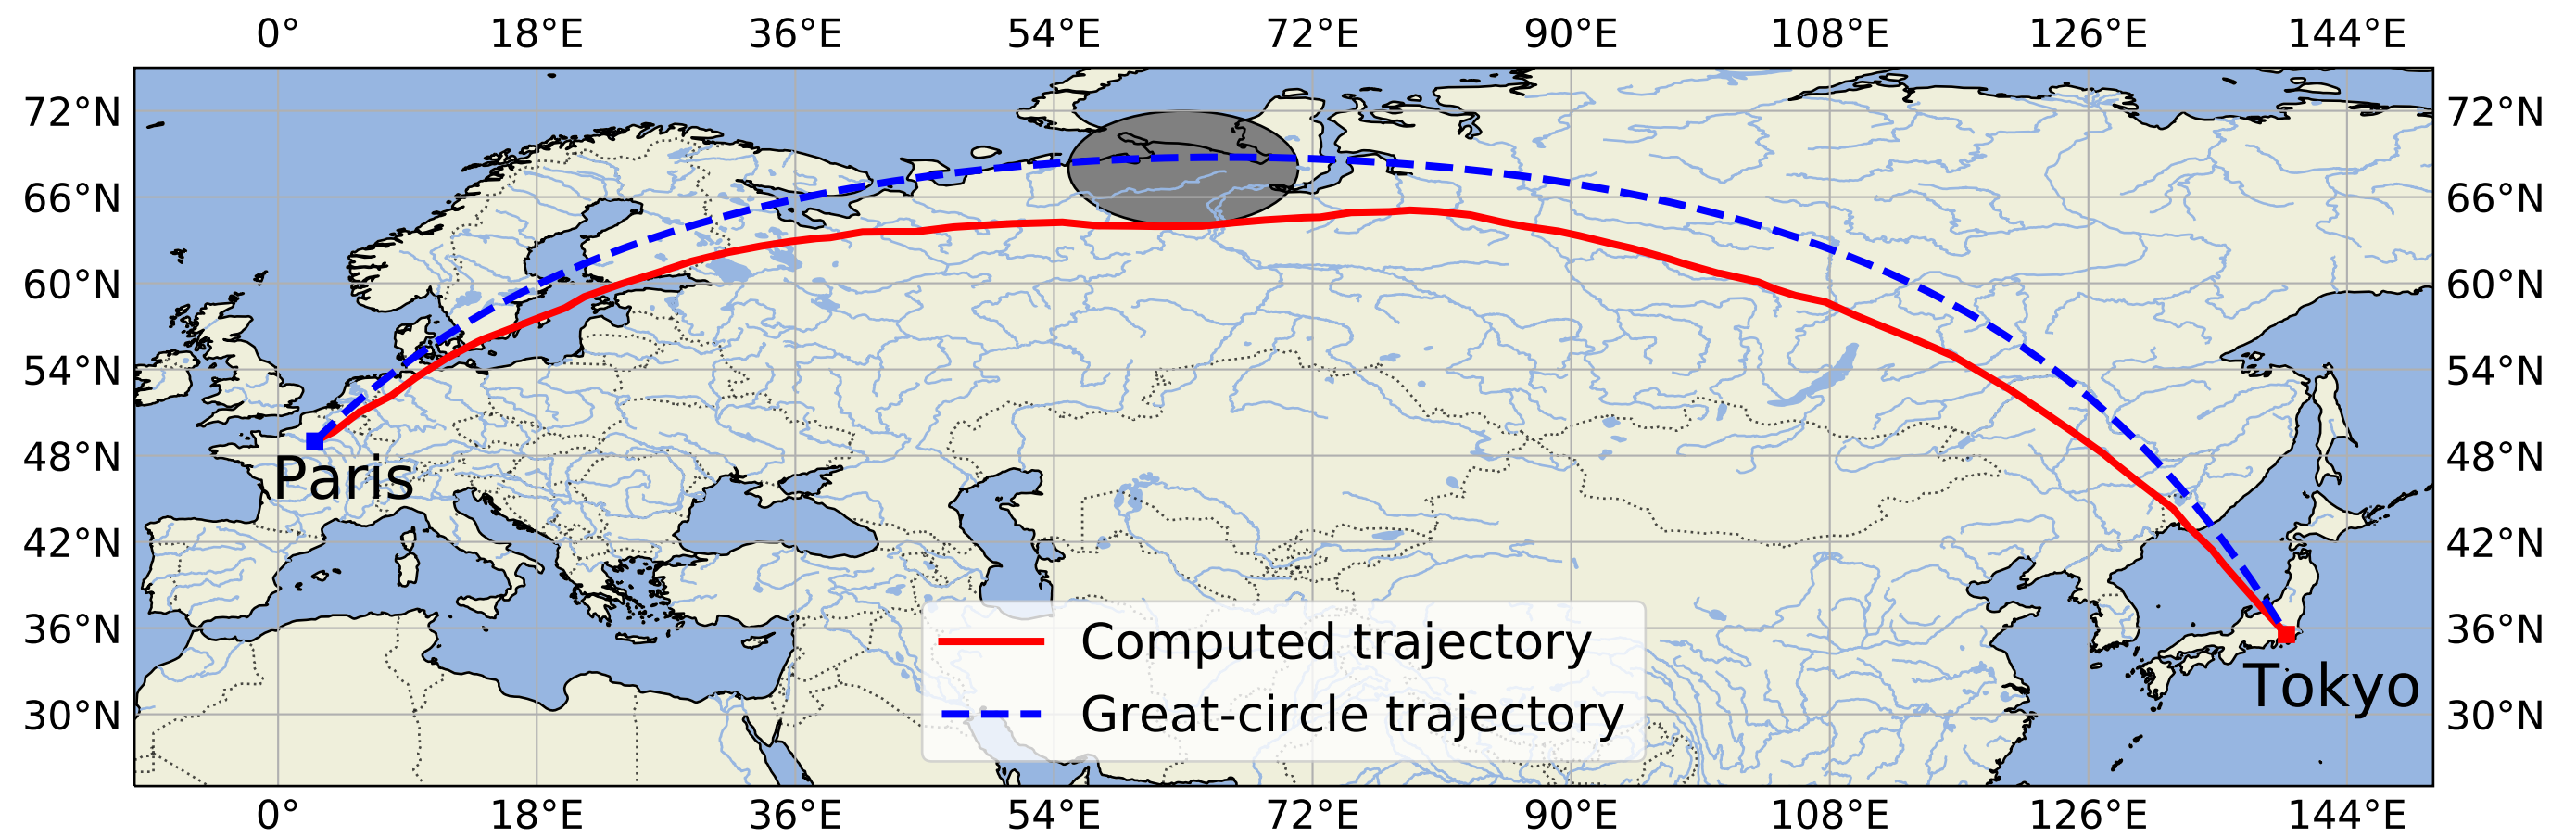 0° 18°E 36°E 54°E 72°E 90°E 108°E 126°E 144°E
72°N 72°N
66°N 66°N
60°N 60°N
54°N 54°N
48°N 48°N
Paris
42°N 42°N
36°N 36°N
Computed trajectory
Tokyo
30°N 30°N
Great-circle trajectory
0° 18°E 36°E 54°E 72°E 90°E 108°E 126°E 144°E